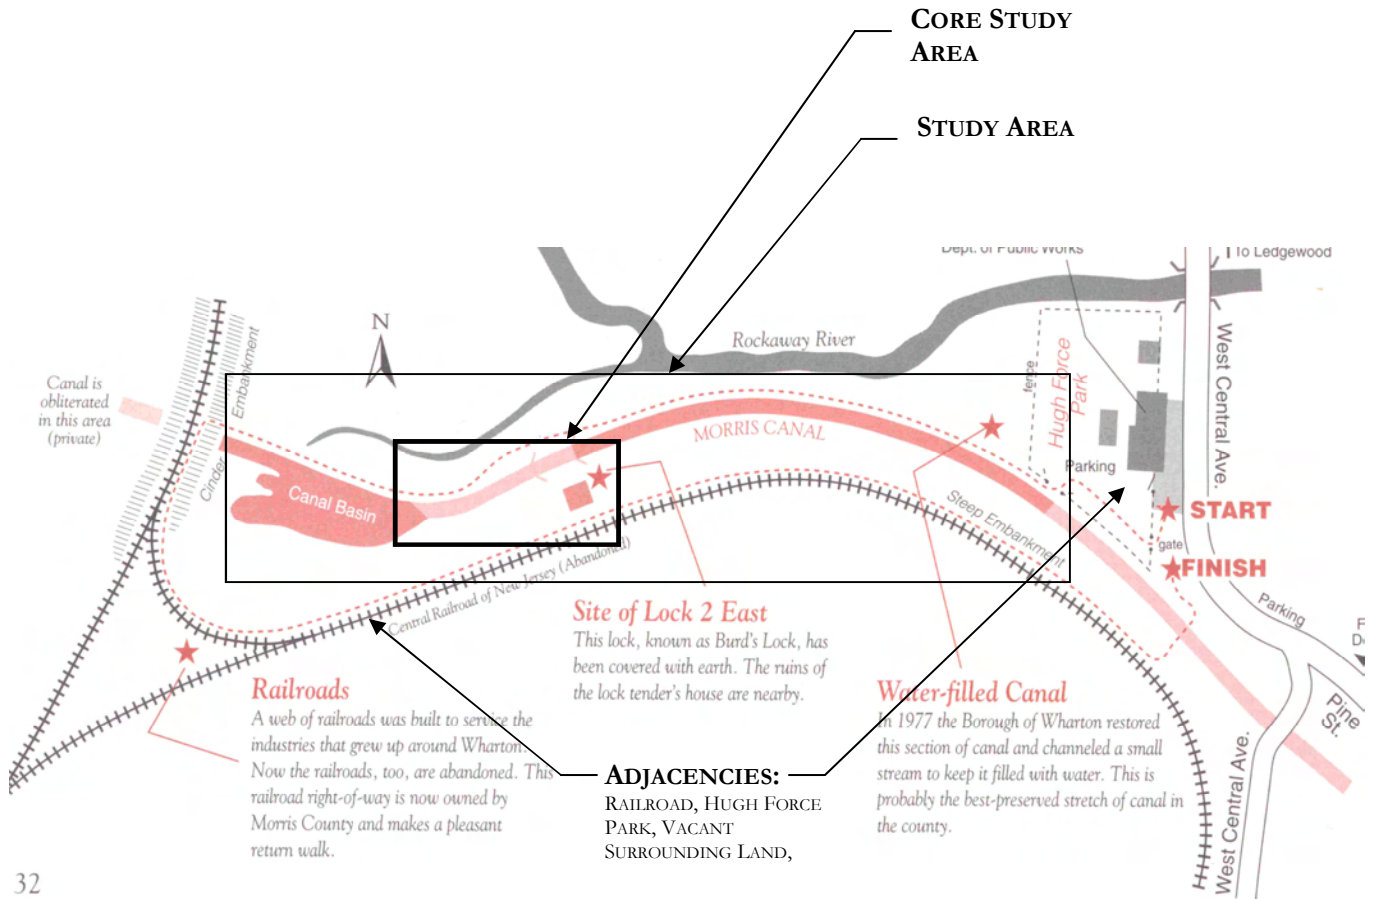 CORE STUDY
AREA
STUDY AREA
Dept. of Public Works
To Ledgewood
N
Rockaway River
Canal is
obliterated
in this area
(private)
Cinder Embankment
fence
Hugh Force
Park
West Central Ave.
MORRIS CANAL
Parking
Canal Basin
Steep Embankment
START
gate
FINISH
Central Railroad of New Jersey (Abandoned)
Parking
Site of Lock 2 East
This lock, known as Burd's Lock, has
been covered with earth. The ruins of
the lock tender's house are nearby.
Railroads
A web of railroads was built to service the
industries that grew up around Wharton.
Now the railroads, too, are abandoned. This
railroad right-of-way is now owned by
Morris County and makes a pleasant
return walk.
Water-filled Canal
In 1977 the Borough of Wharton restored
this section of canal and channeled a small
stream to keep it filled with water. This is
probably the best-preserved stretch of canal in
the county.
Pine
St.
West Central Ave.
ADJACENCIES:
RAILROAD, HUGH FORCE
PARK, VACANT
SURROUNDING LAND,
32